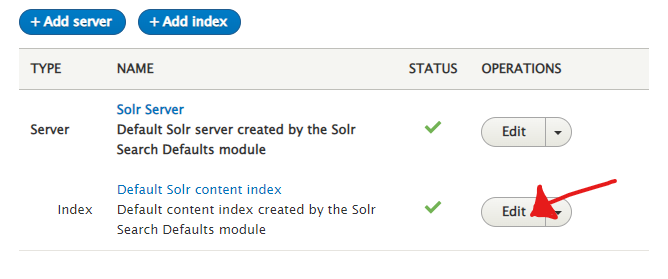 + Add server + Add index
TYPE NAME STATUS OPERATIONS
Solr Server
Server Default Solr server created by the Solr Edit
Search Defaults module
Default Solr content index
Index Default content index created by the Solr Edit
Search Defaults module